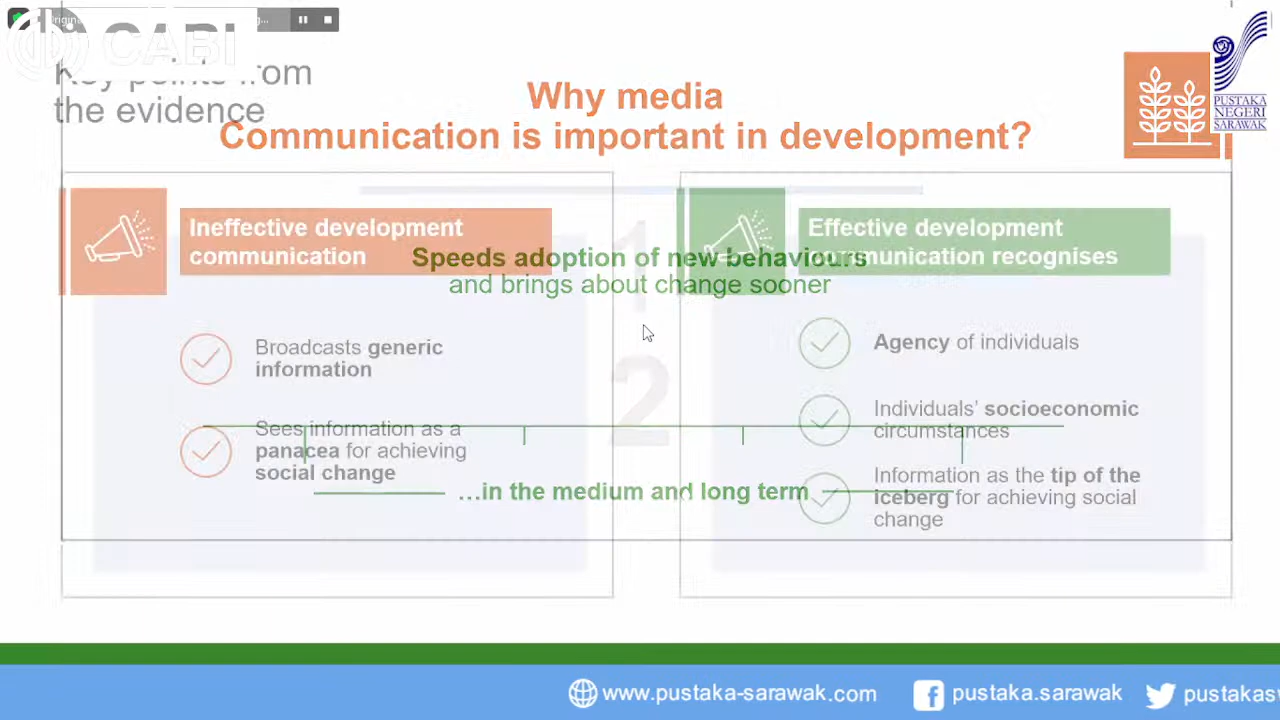 CABI
Key points from
the evidence
Why media
Communication is important in development?
PUSTAKA
NEGERI
SARAWAK
Ineffective development
communication
Effective development
communication recognises
1
Speeds adoption of new behaviours
and brings about change sooner
2
Broadcasts generic
information
Sees information as a
panacea for achieving
social change
Agency of individuals
Individuals’ socioeconomic
circumstances
Information as the tip of the
iceberg for achieving social
change
…in the medium and long term
www.pustaka-sarawak.com
pustaka.sarawak